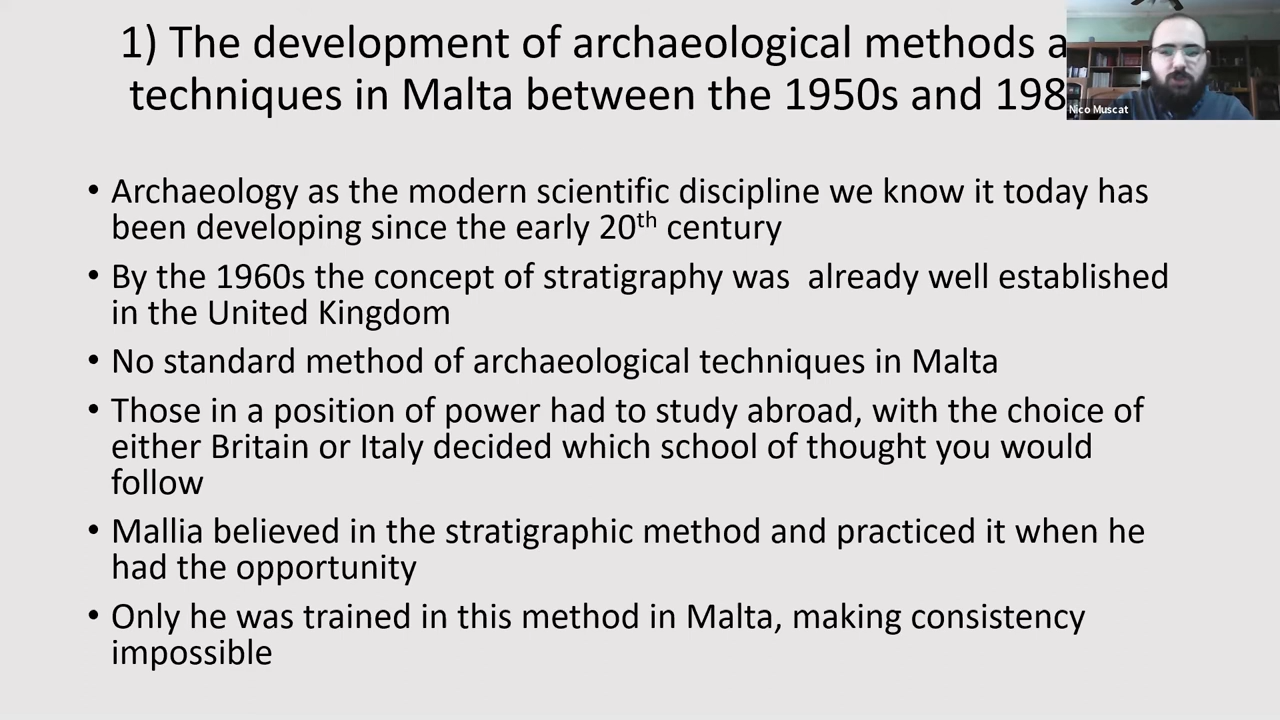 1) The development of archaeological methods a
techniques in Malta between the 1950s and 198
Nico Muscat
• Archaeology as the modern scientific discipline we know it today has
been developing since the early 20th century
• By the 1960s the concept of stratigraphy was  already well established
in the United Kingdom
• No standard method of archaeological techniques in Malta
• Those in a position of power had to study abroad, with the choice of
either Britain or Italy decided which school of thought you would
follow
• Mallia believed in the stratigraphic method and practiced it when he
had the opportunity
• Only he was trained in this method in Malta, making consistency
impossible